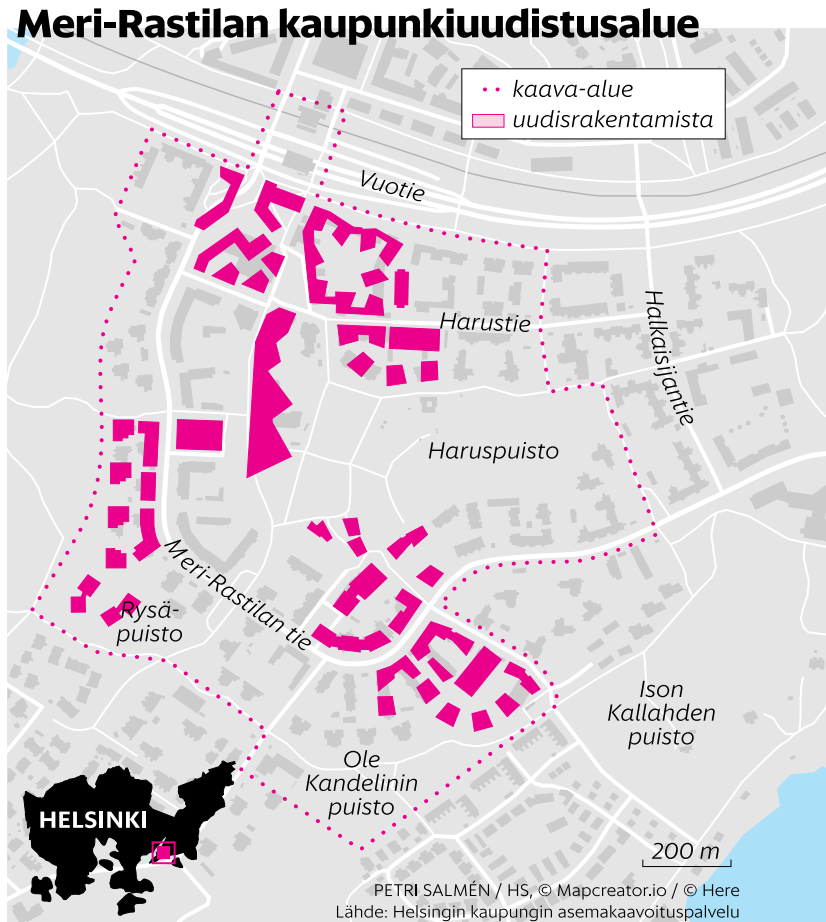 Meri-Rastilan kaupunkiuudistusalue
kaava-alue
uudisrakentamista
Vuotie
Harustie
Halkaisijantie
Haruspuisto
Meri-Rastilan tie
Rysä-
puisto
Ison
Kallahden
puisto
Ole
Kandelinin
puisto
HELSINKI
200 m
PETRI SALMÉN / HS, © Mapcreator.io / © Here
Lähde: Helsingin kaupungin asemakaavoituspalvelu